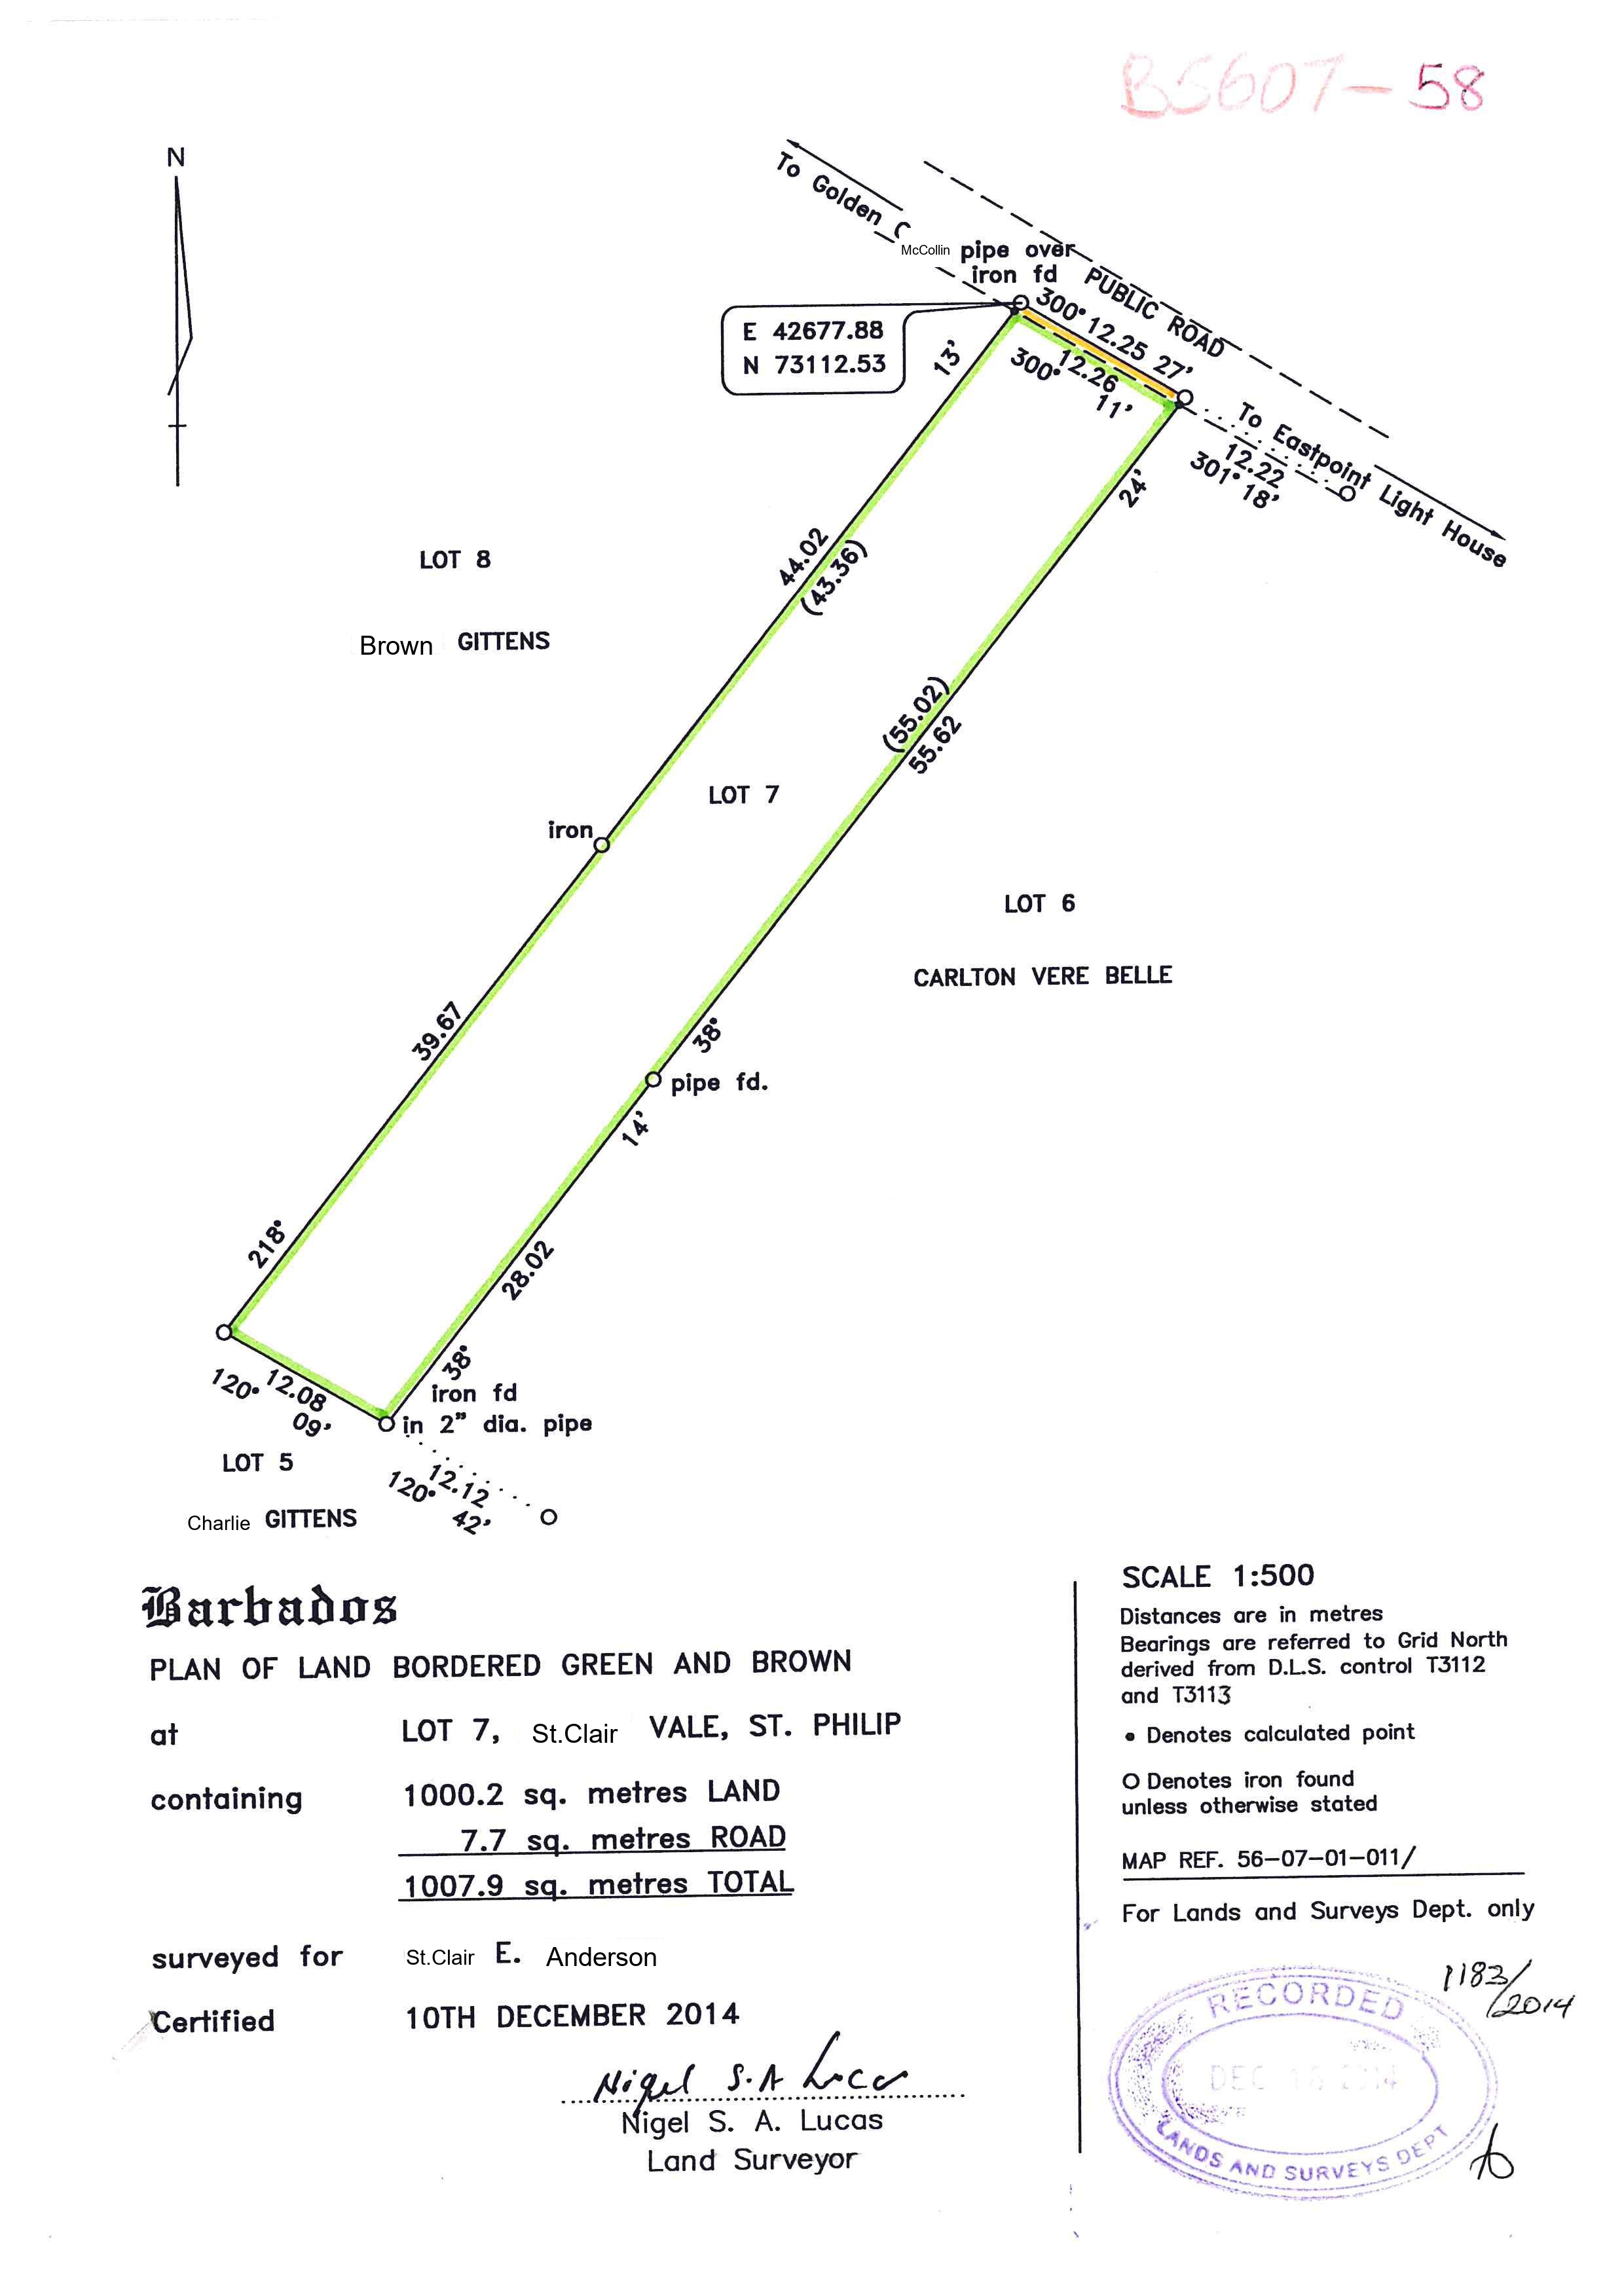 B5607-58
N
To Golden
McCollin pipe over
iron fd
PUBLIC ROAD
300° 12.25 27'
E 42677.88
N 73112.53
13'
300° 12.26 11'
To Eastpoint Light House
12.22
301° 18'
24'
LOT 8
Brown GITTENS
44.02
(43.36)
(55.02)
55.62
LOT 7
iron
LOT 6
CARLTON VERE BELLE
39.67
38°
pipe fd.
14'
218°
28.02
38°
120° 12.08 09'
iron fd
in 2" dia. pipe
LOT 5
120° 12.12 42'
Charlie GITTENS
Barbados
PLAN OF LAND BORDERED GREEN AND BROWN
at LOT 7, St.Clair VALE, ST. PHILIP
containing 1000.2 sq. metres LAND
7.7 sq. metres ROAD
1007.9 sq. metres TOTAL
surveyed for St.Clair E. Anderson
Certified 10TH DECEMBER 2014
Nigel S.A Lucas
Nigel S. A. Lucas
Land Surveyor
SCALE 1:500
Distances are in metres
Bearings are referred to Grid North
derived from D.L.S. control T3112
and T3113
• Denotes calculated point
O Denotes iron found
unless otherwise stated
MAP REF. 56-07-01-011/
For Lands and Surveys Dept. only
1183/2014
RECORDED
DEC 2014
LANDS AND SURVEYS DEPT